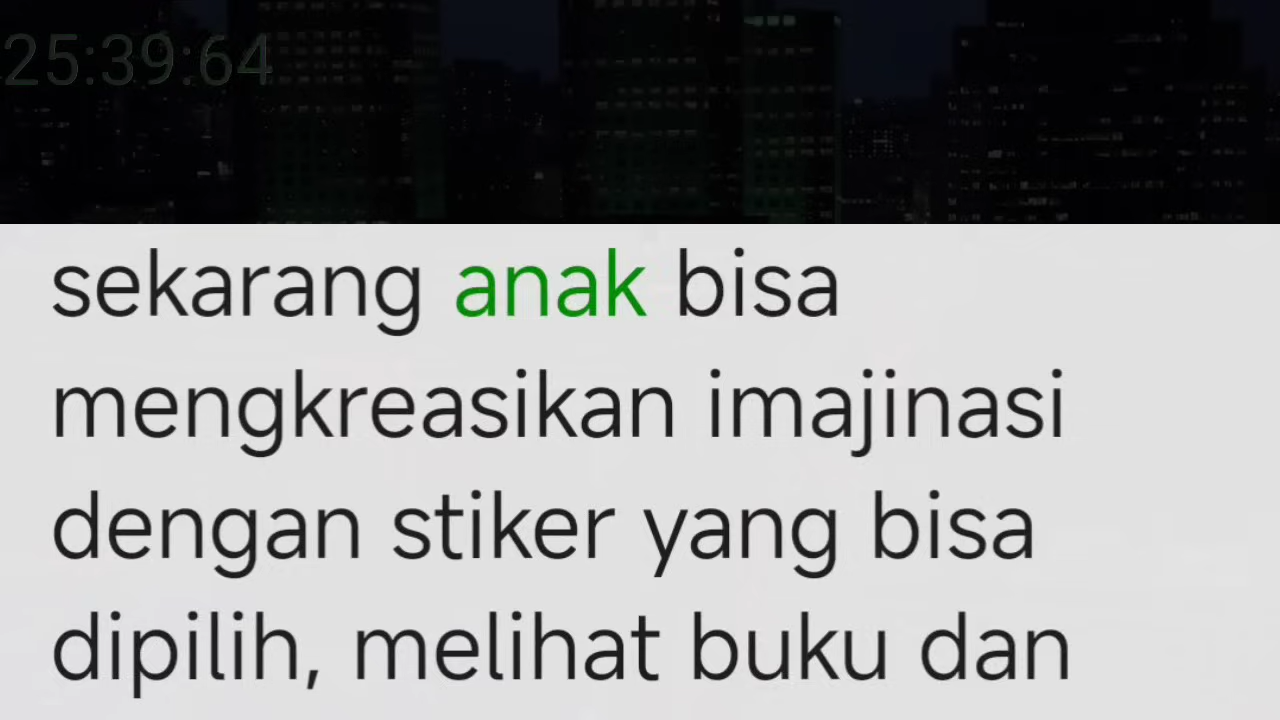 25:39:64
sekarang anak bisa
mengkreasikan imajinasi
dengan stiker yang bisa
dipilih, melihat buku dan